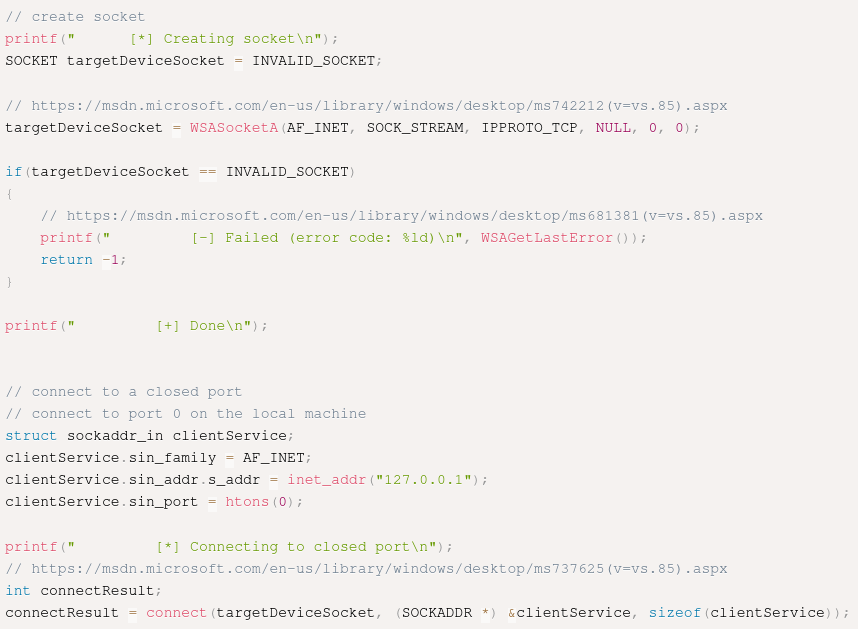 // create socket
printf("      [*] Creating socket\n");
SOCKET targetDeviceSocket = INVALID_SOCKET;
// https://msdn.microsoft.com/en-us/library/windows/desktop/ms742212(v=vs.85).aspx
targetDeviceSocket = WSASocketA(AF_INET, SOCK_STREAM, IPPROTO_TCP, NULL, 0, 0);
if(targetDeviceSocket == INVALID_SOCKET)
{
    // https://msdn.microsoft.com/en-us/library/windows/desktop/ms681381(v=vs.85).aspx
    printf("         [-] Failed (error code: %ld)\n", WSAGetLastError());
    return -1;
}
printf("         [+] Done\n");
// connect to a closed port
// connect to port 0 on the local machine
struct sockaddr_in clientService;
clientService.sin_family = AF_INET;
clientService.sin_addr.s_addr = inet_addr("127.0.0.1");
clientService.sin_port = htons(0);
printf("         [*] Connecting to closed port\n");
// https://msdn.microsoft.com/en-us/library/windows/desktop/ms737625(v=vs.85).aspx
int connectResult;
connectResult = connect(targetDeviceSocket, (SOCKADDR *) &clientService, sizeof(clientService));